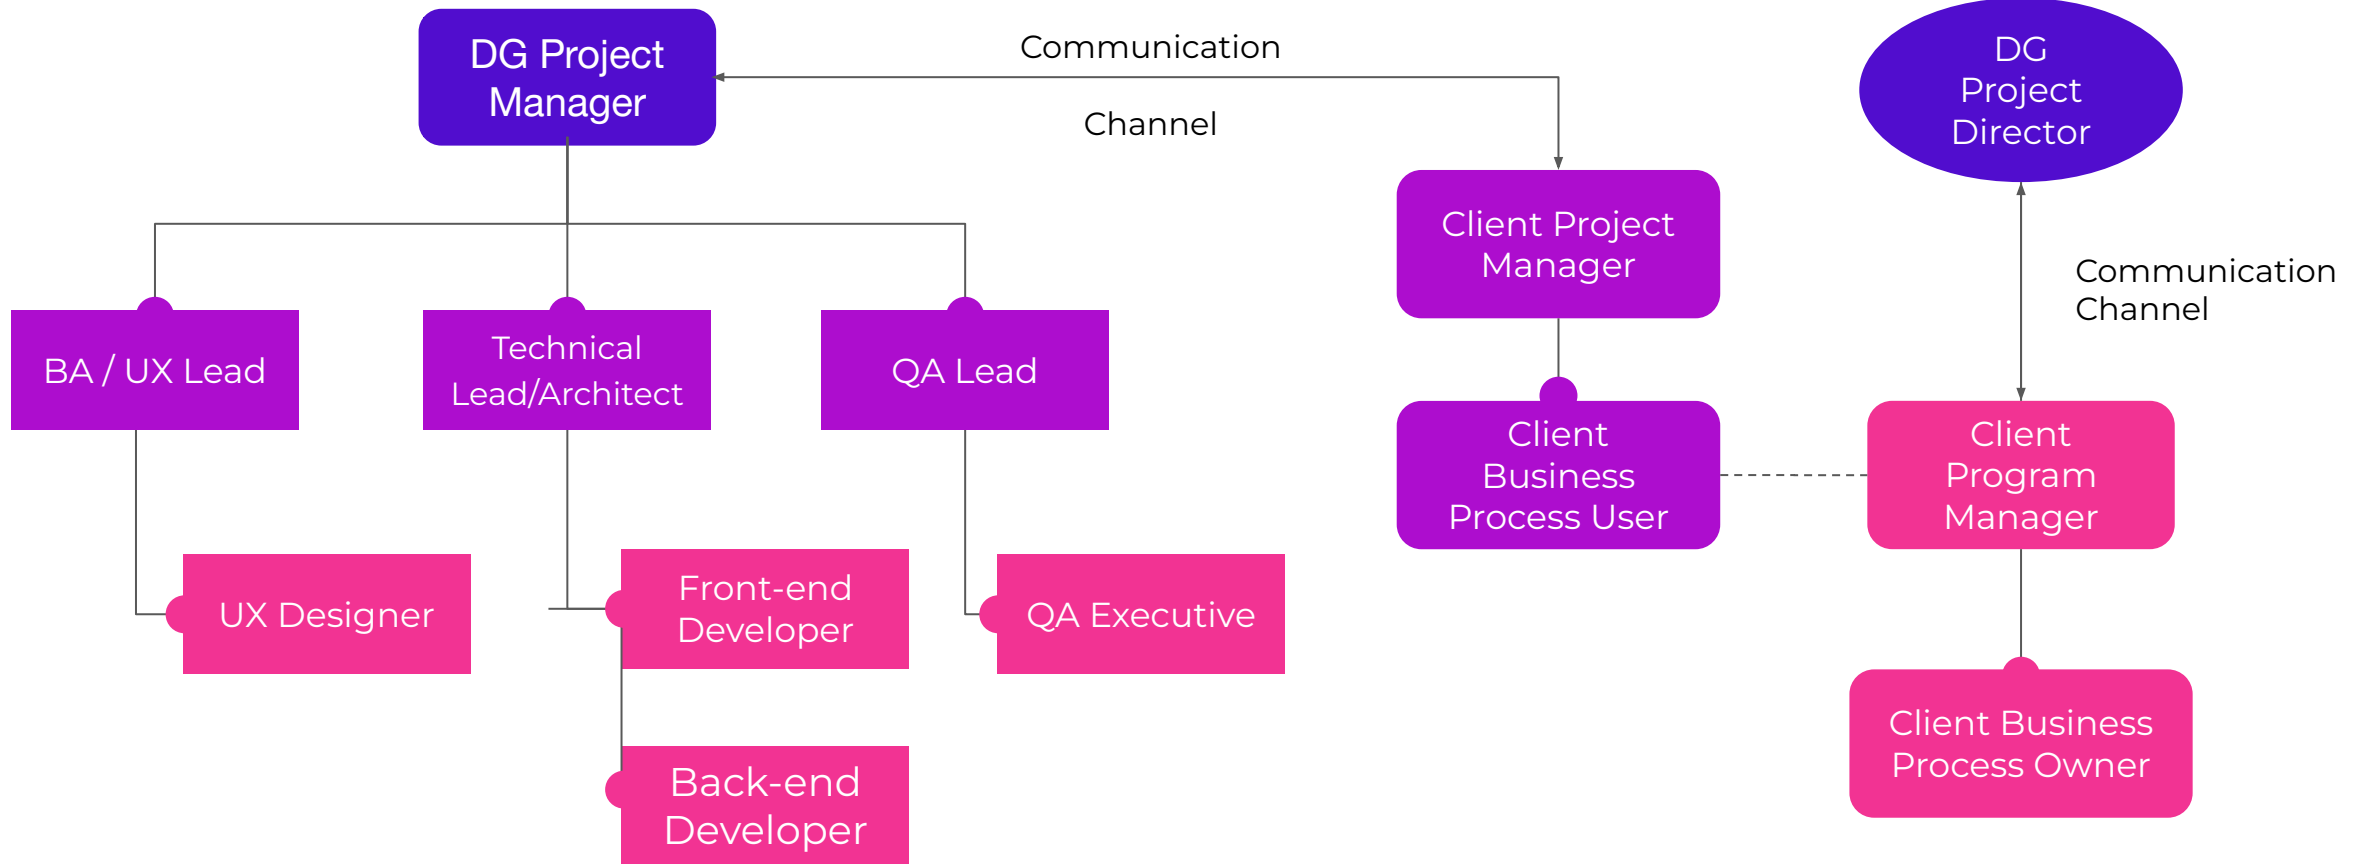 DG Project
Manager
Communication
Channel
DG
Project
Director
Client Project
Manager
Communication
Channel
BA / UX Lead
Technical
Lead/Architect
QA Lead
Client
Business
Process User
Client
Program
Manager
UX Designer
Front-end
Developer
QA Executive
Back-end
Developer
Client Business
Process Owner